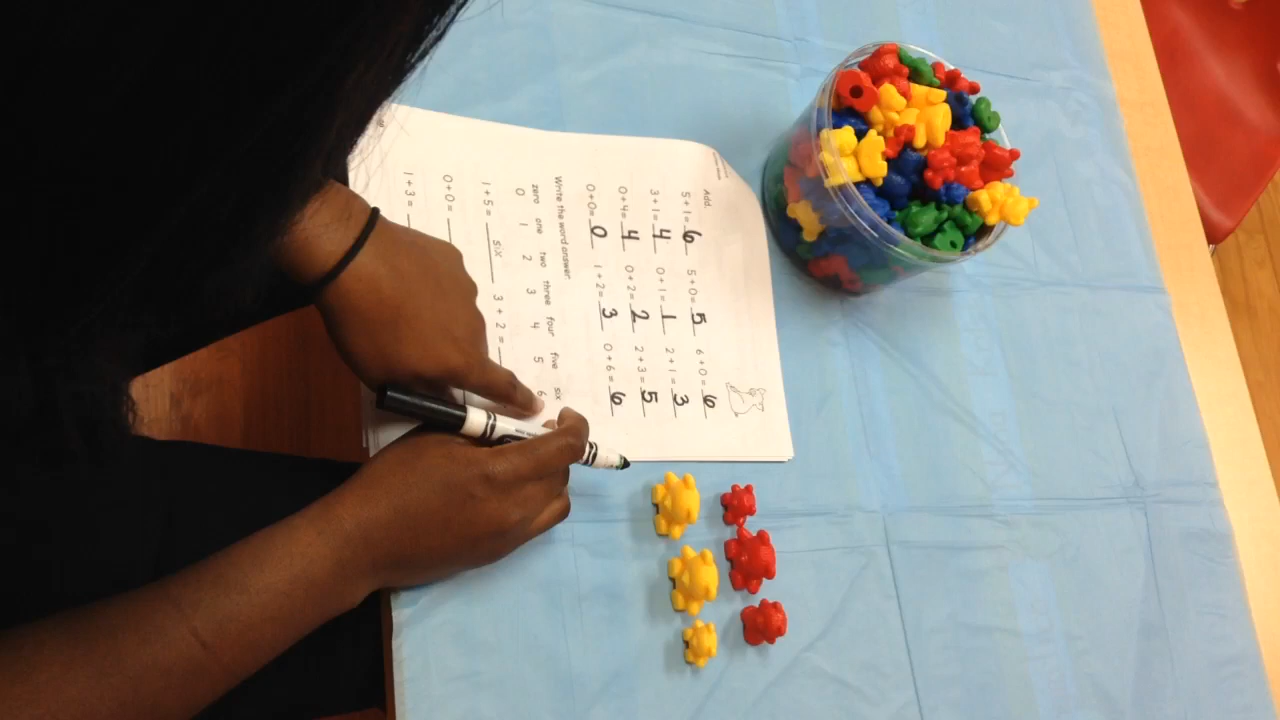 Add.
5+1=6 5+0=5 6+0=6
3+1=4 0+1=1 2+1=3
0+4=4 0+2=2 2+3=5
0+0=0 1+2=3 0+6=6
Write the word answer.
zero one two three four five six
0 1 2 3 4 5 6
1+5= six 3+2=
0+0=
1+3=